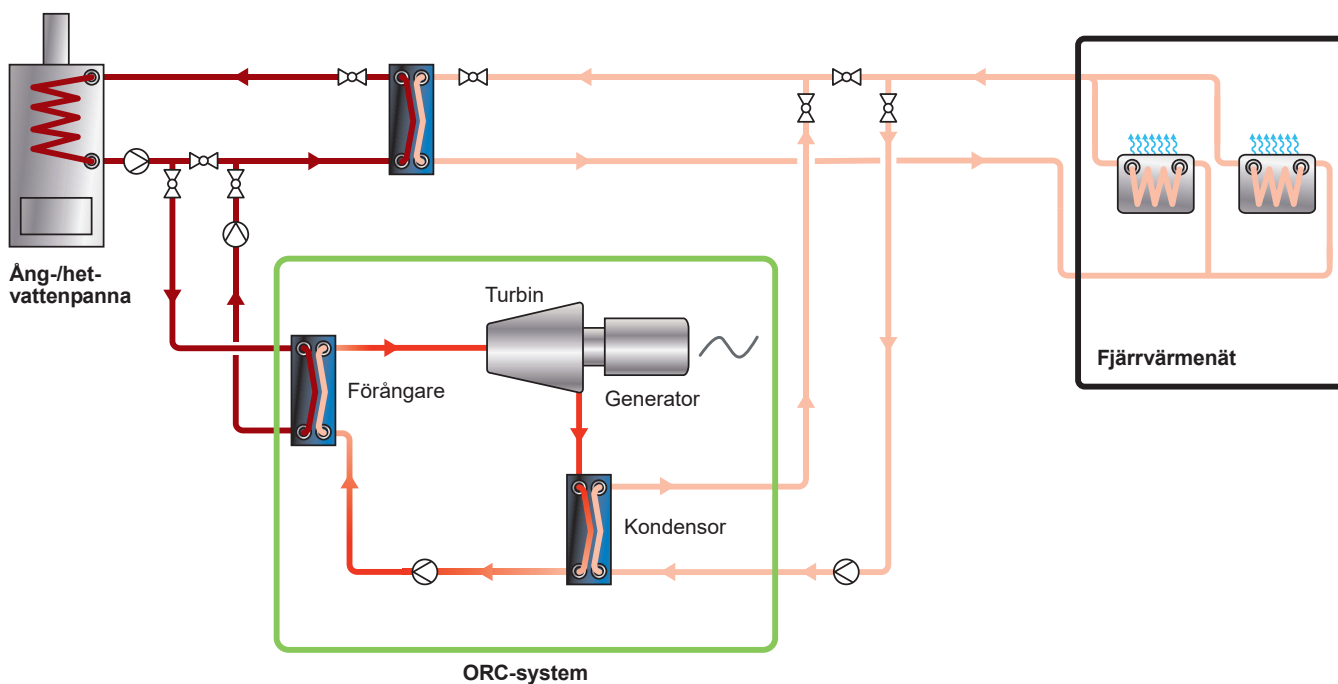 Ång-/het-
vattenpanna
Turbin
Förångare
Generator
Kondensor
ORC-system
Fjärrvärmenät